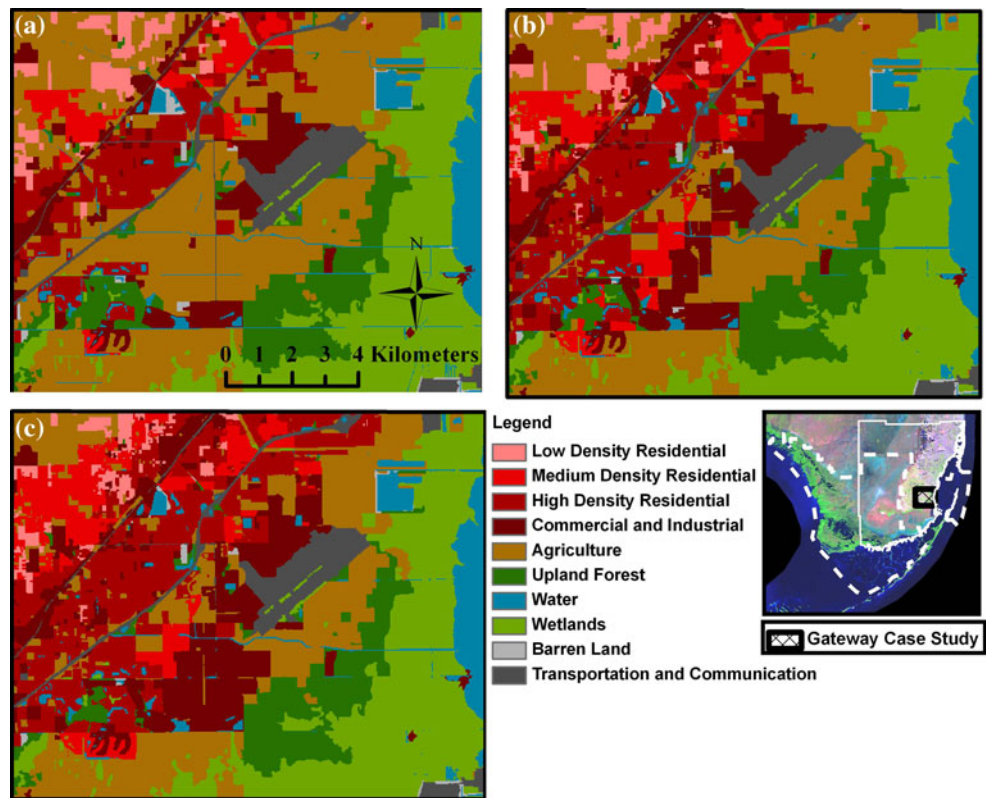 (a)
(b)
N
0 1 2 3 4 Kilometers
(c)
Legend
Low Density Residential
Medium Density Residential
High Density Residential
Commercial and Industrial
Agriculture
Upland Forest
Water
Wetlands
Barren Land
Transportation and Communication
Gateway Case Study